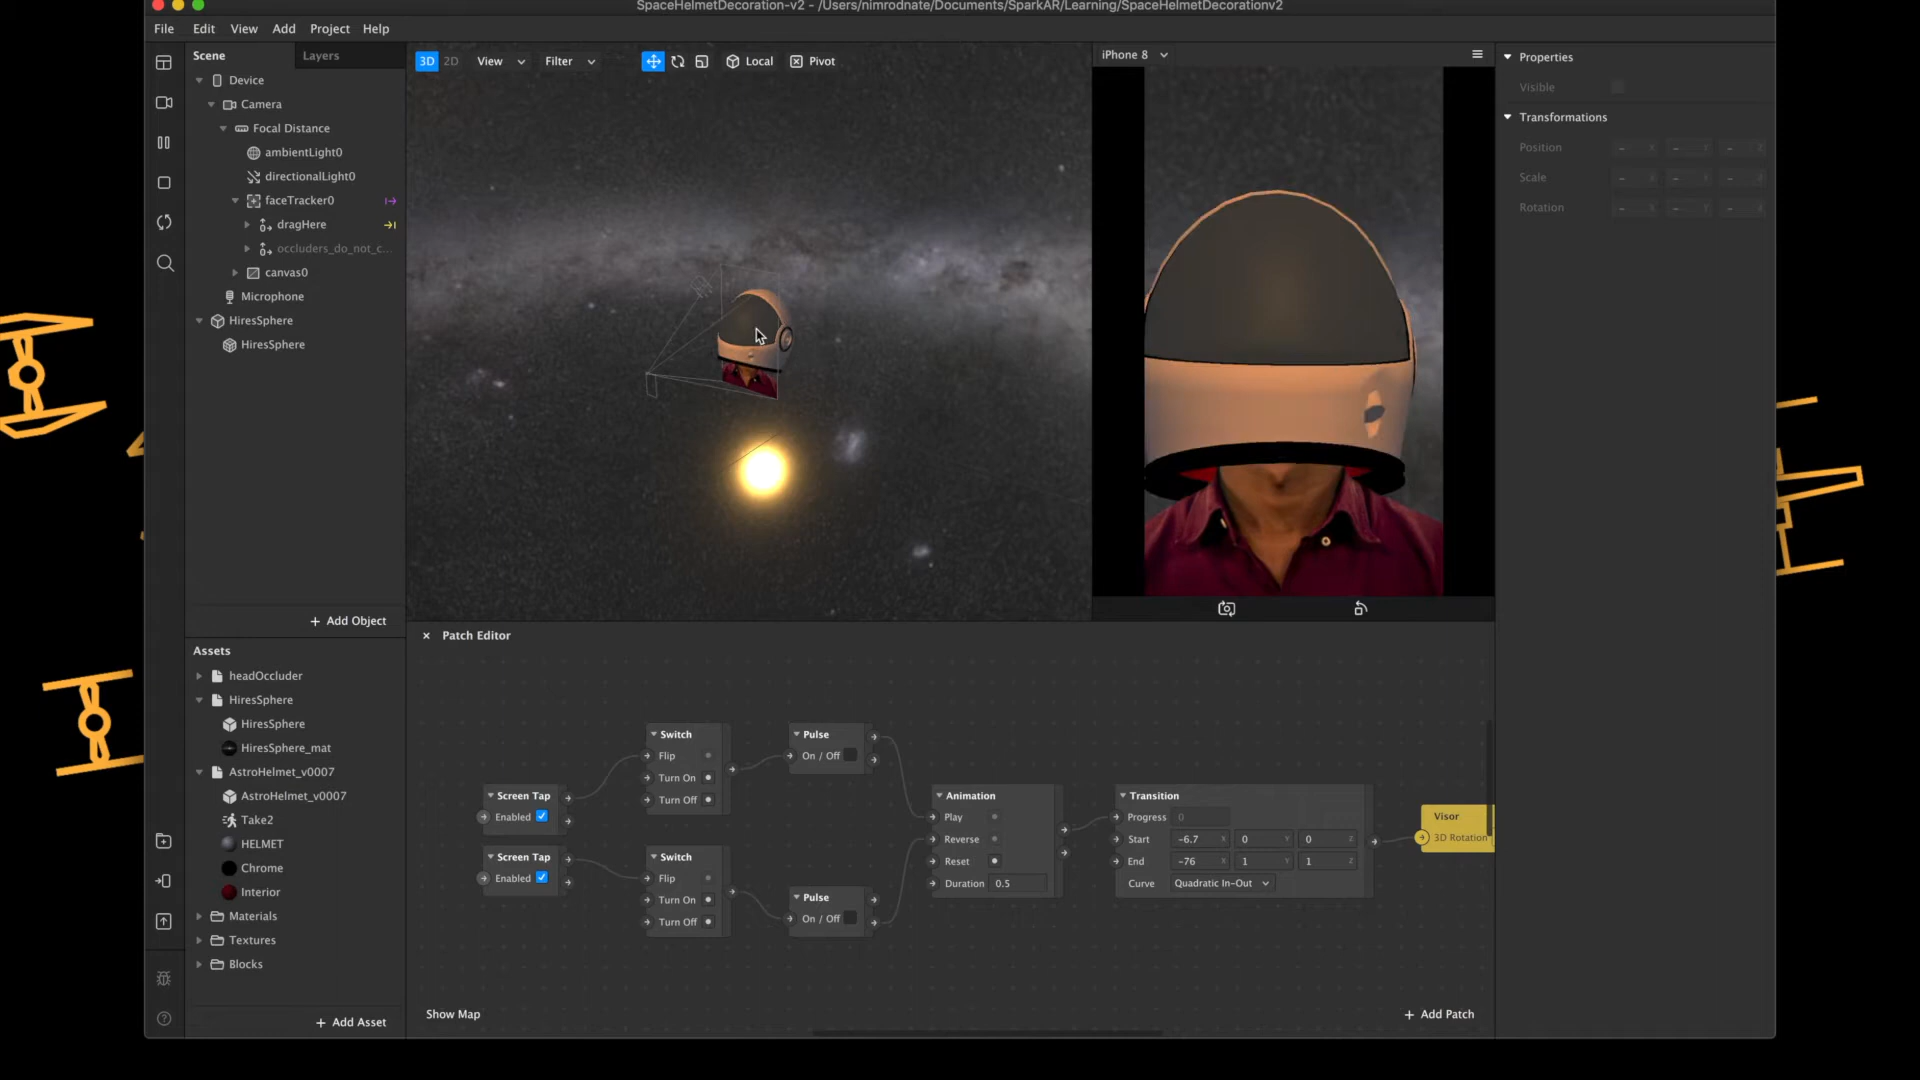 SpaceHelmetDecoration-v2 - /Users/nimrodnate/Documents/SparkAR/Learning/SpaceHelmetDecorationv2
File Edit View Add Project Help
Scene Layers
Device
Camera
Focal Distance
ambientLight0
directionalLight0
faceTracker0
dragHere
occluders_do_not_c...
canvas0
Microphone
HiresSphere
HiresSphere
+ Add Object
Assets
headOccluder
HiresSphere
HiresSphere
HiresSphere_mat
AstroHelmet_v0007
AstroHelmet_v0007
Take2
HELMET
Chrome
Interior
Materials
Textures
Blocks
+ Add Asset
3D 2D View Filter Local Pivot
iPhone 8
Properties
Visible
Transformations
Position - X - Y - Z
Scale - X - Y - Z
Rotation - X - Y - Z
Patch Editor
Screen Tap
Enabled
Screen Tap
Enabled
Switch
Flip
Turn On
Turn Off
Switch
Flip
Turn On
Turn Off
Pulse
On / Off
Pulse
On / Off
Animation
Play
Reverse
Reset
Duration 0.5
Transition
Progress 0
Start -6.7 X 0 Y 0 Z
End -76 X 1 Y 1 Z
Curve Quadratic In-Out
Visor
3D Rotation
Show Map
+ Add Patch